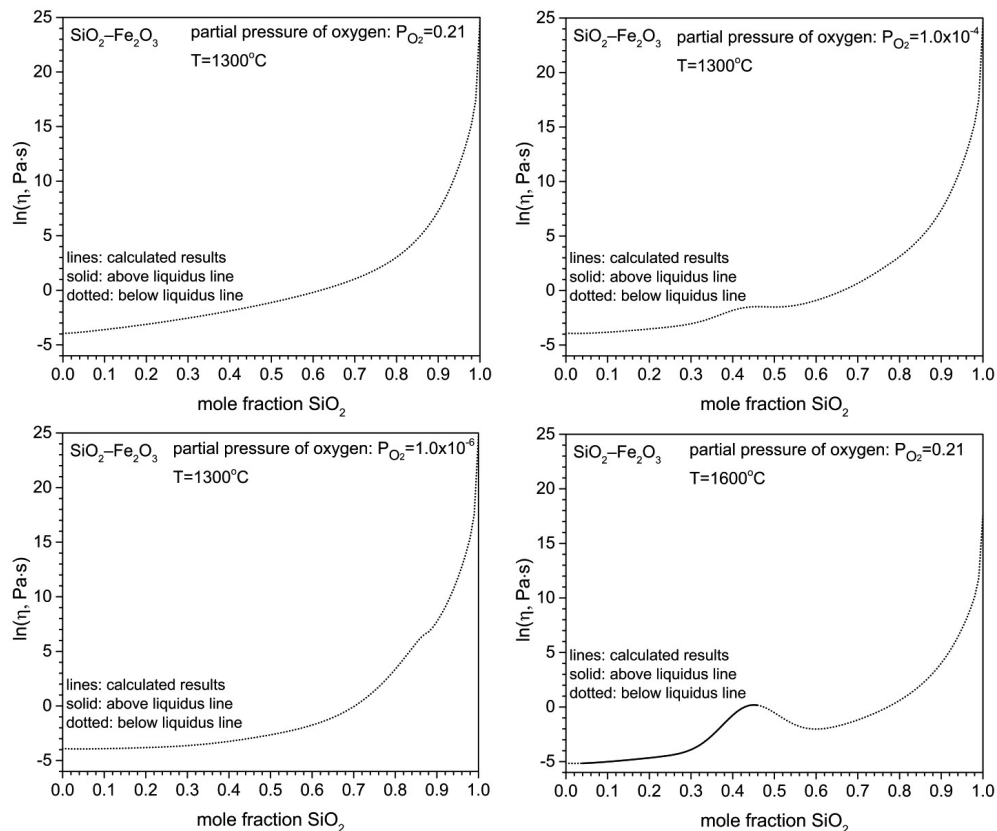 SiO₂–Fe₂O₃ partial pressure of oxygen: P_O₂=0.21
T=1300°C
25
20
15
10
5
0
-5
ln(η, Pa·s)
lines: calculated results
solid: above liquidus line
dotted: below liquidus line
0.0 0.1 0.2 0.3 0.4 0.5 0.6 0.7 0.8 0.9 1.0
mole fraction SiO₂
SiO₂–Fe₂O₃ partial pressure of oxygen: P_O₂=1.0x10⁻⁴
T=1300°C
25
20
15
10
5
0
-5
ln(η, Pa·s)
lines: calculated results
solid: above liquidus line
dotted: below liquidus line
0.0 0.1 0.2 0.3 0.4 0.5 0.6 0.7 0.8 0.9 1.0
mole fraction SiO₂
SiO₂–Fe₂O₃ partial pressure of oxygen: P_O₂=1.0x10⁻⁶
T=1300°C
25
20
15
10
5
0
-5
ln(η, Pa·s)
lines: calculated results
solid: above liquidus line
dotted: below liquidus line
0.0 0.1 0.2 0.3 0.4 0.5 0.6 0.7 0.8 0.9 1.0
mole fraction SiO₂
SiO₂–Fe₂O₃ partial pressure of oxygen: P_O₂=0.21
T=1600°C
25
20
15
10
5
0
-5
ln(η, Pa·s)
lines: calculated results
solid: above liquidus line
dotted: below liquidus line
0.0 0.1 0.2 0.3 0.4 0.5 0.6 0.7 0.8 0.9 1.0
mole fraction SiO₂